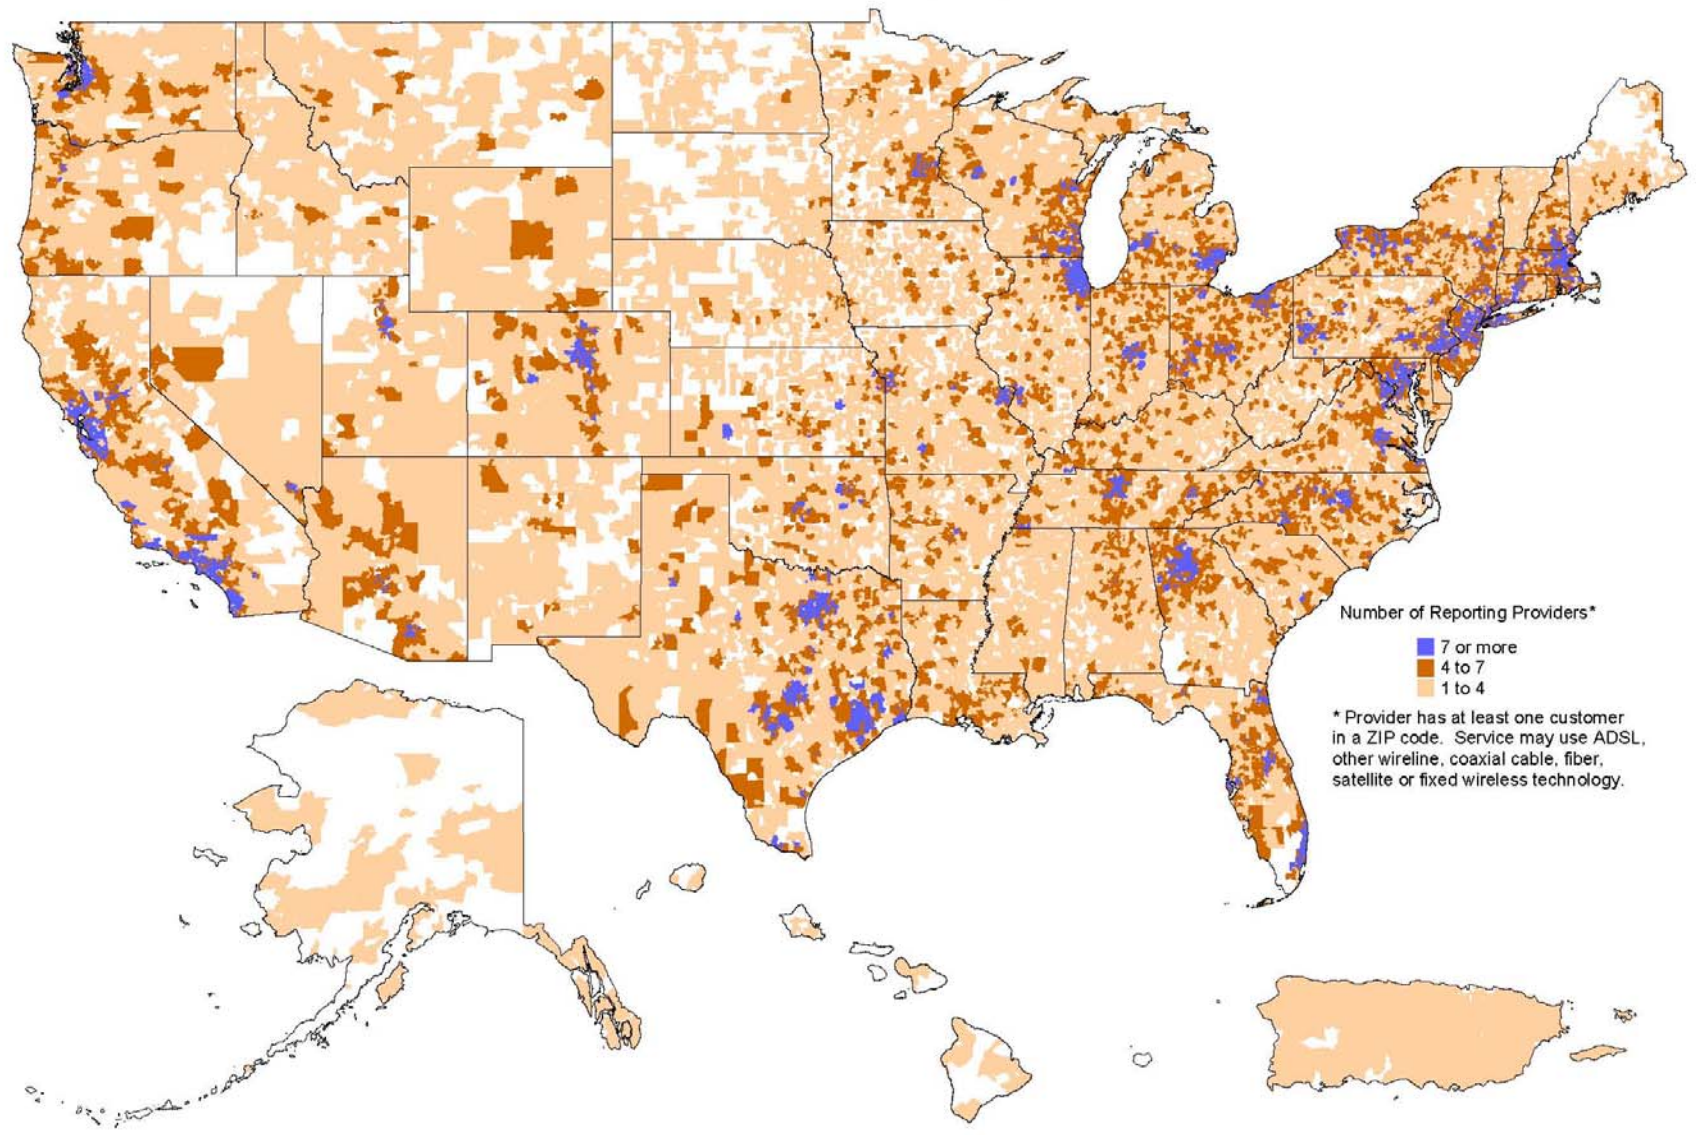 Number of Reporting Providers*
7 or more
4 to 7
1 to 4
* Provider has at least one customer
in a ZIP code. Service may use ADSL,
other wireline, coaxial cable, fiber,
satellite or fixed wireless technology.